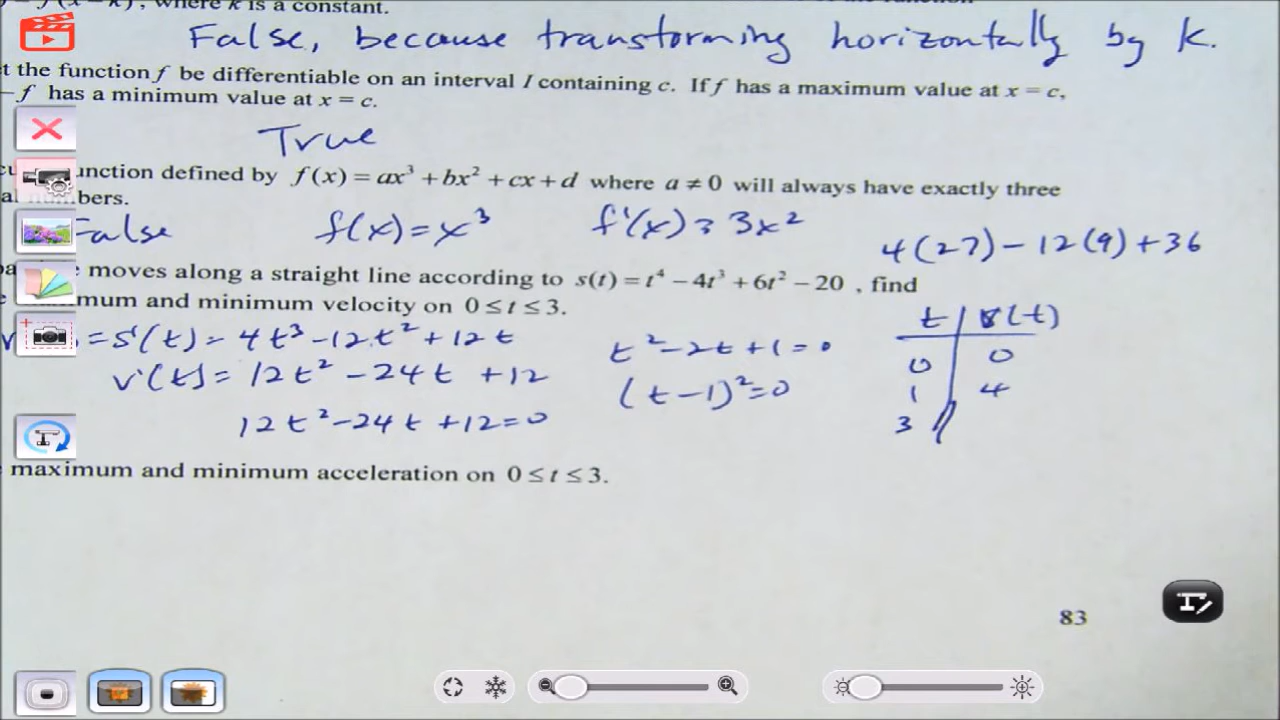 , where k is a constant.
False, because transforming horizontally by k.
t the function f be differentiable on an interval I containing c. If f has a maximum value at x = c,
– f has a minimum value at x = c.
True
unction defined by f(x) = ax³ + bx² + cx + d where a ≠ 0 will always have exactly three
bers.
False f(x) = x³ f'(x) = 3x²
4(27) – 12(9) + 36
moves along a straight line according to s(t) = t⁴ – 4t³ + 6t² – 20 , find
mum and minimum velocity on 0 ≤ t ≤ 3.
t v(t)
= s'(t) = 4t³ – 12t² + 12t t² – 2t + 1 = 0
0 0
v'(t) = 12t² – 24t + 12 (t – 1)² = 0
1 4
12t² – 24t + 12 = 0
3
maximum and minimum acceleration on 0 ≤ t ≤ 3.
83